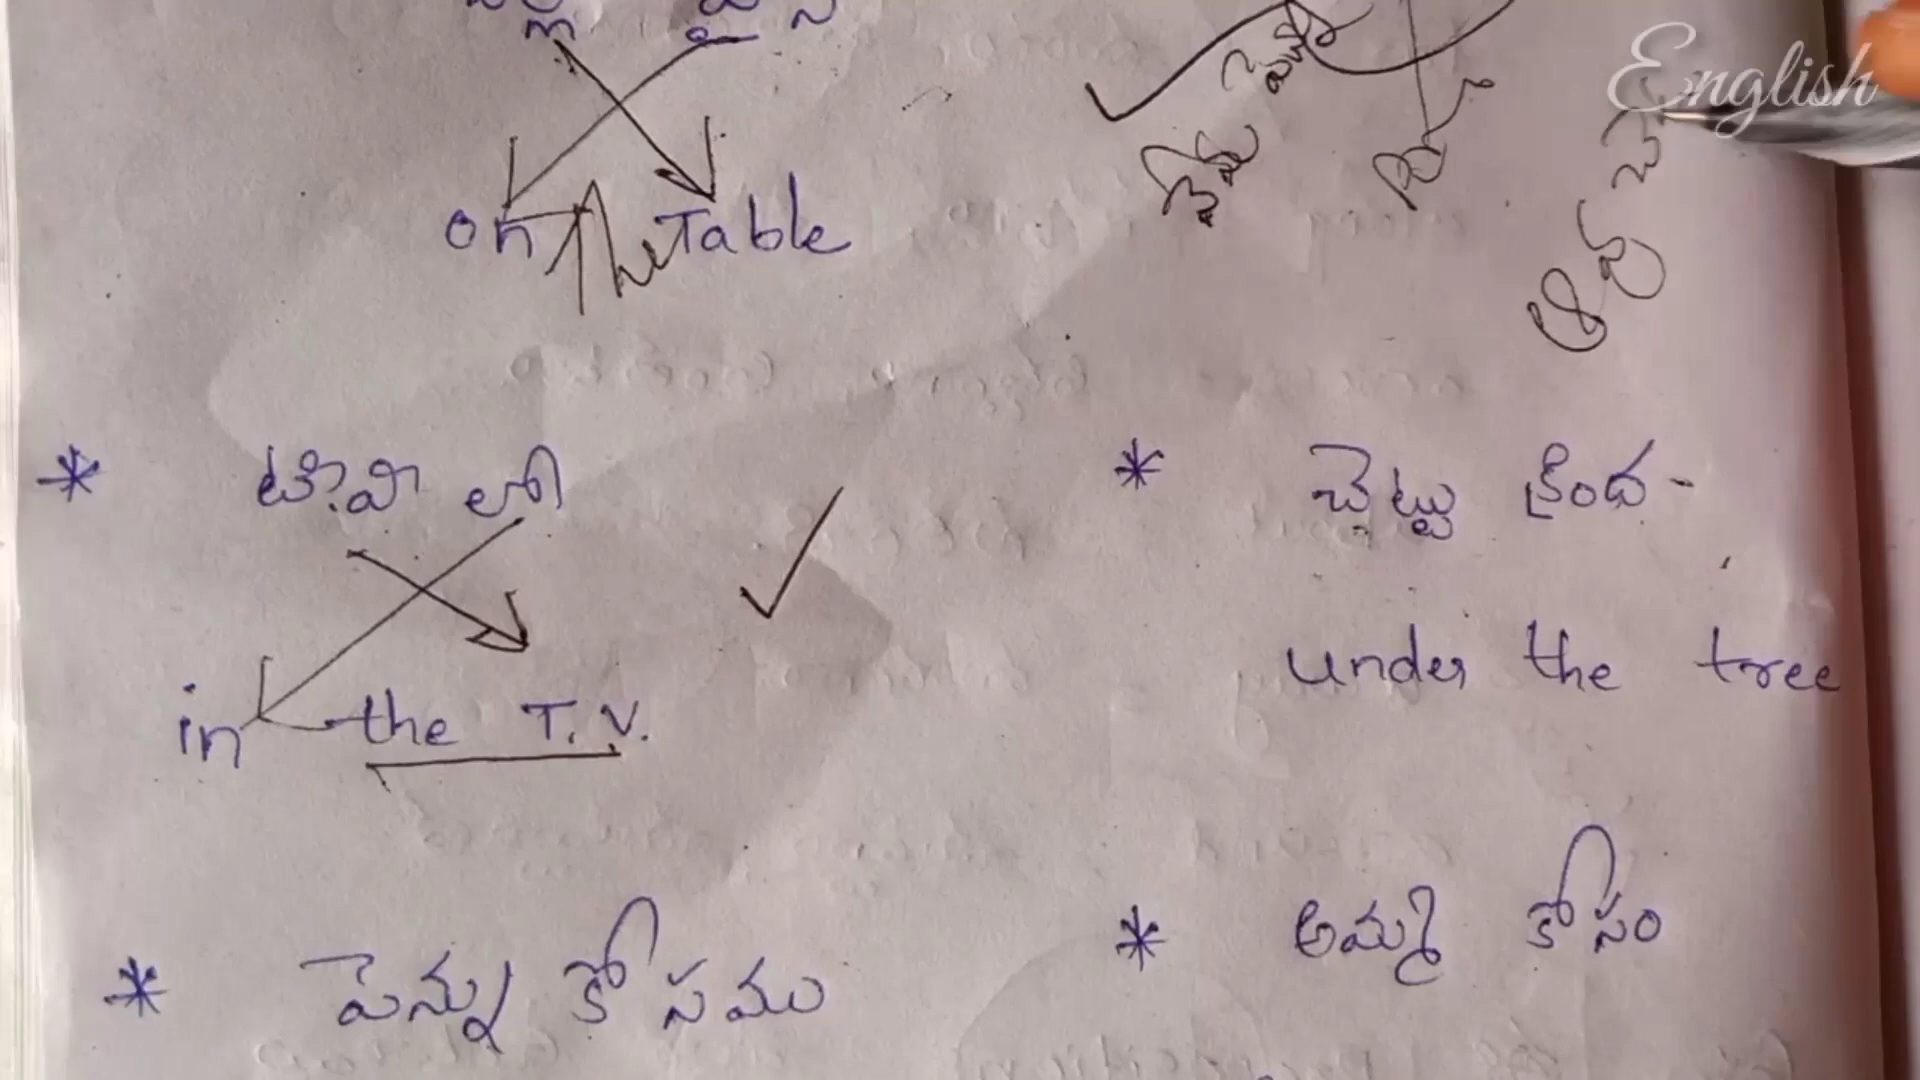 English
on the Table
* టి.వి లో
* చెట్టు క్రింద -
in the T.V.
under the tree
* పెన్ను కోసము
* అమ్మ కోసం